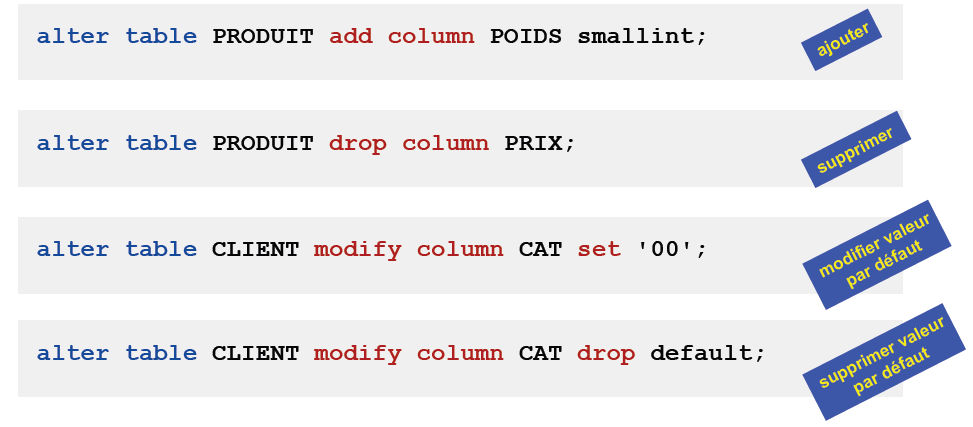 alter table PRODUIT add column POIDS smallint;
ajouter
alter table PRODUIT drop column PRIX;
supprimer
alter table CLIENT modify column CAT set '00';
modifier valeur
par défaut
alter table CLIENT modify column CAT drop default;
supprimer valeur
par défaut